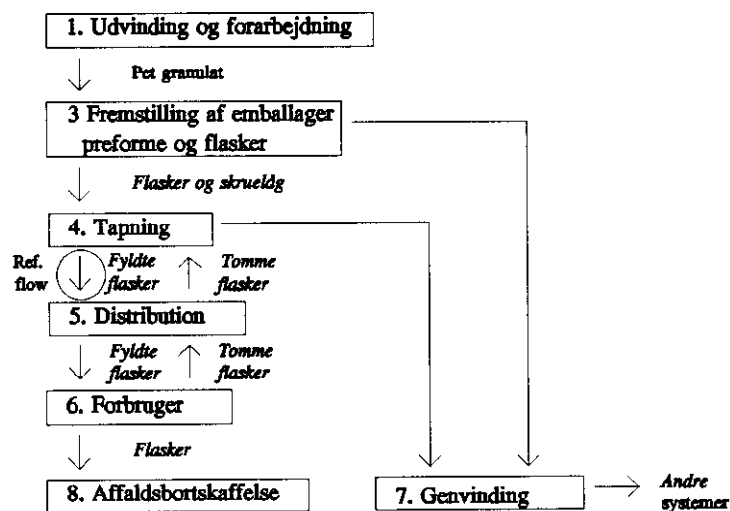 1. Udvinding og forarbejdning
Pet granulat
3 Fremstilling af emballager
preforme og flasker
Flasker og skruelåg
4. Tapning
Ref.
flow
Fyldte
flasker
Tomme
flasker
5. Distribution
Fyldte
flasker
Tomme
flasker
6. Forbruger
Flasker
8. Affaldsbortskaffelse
7. Genvinding
Andre
systemer